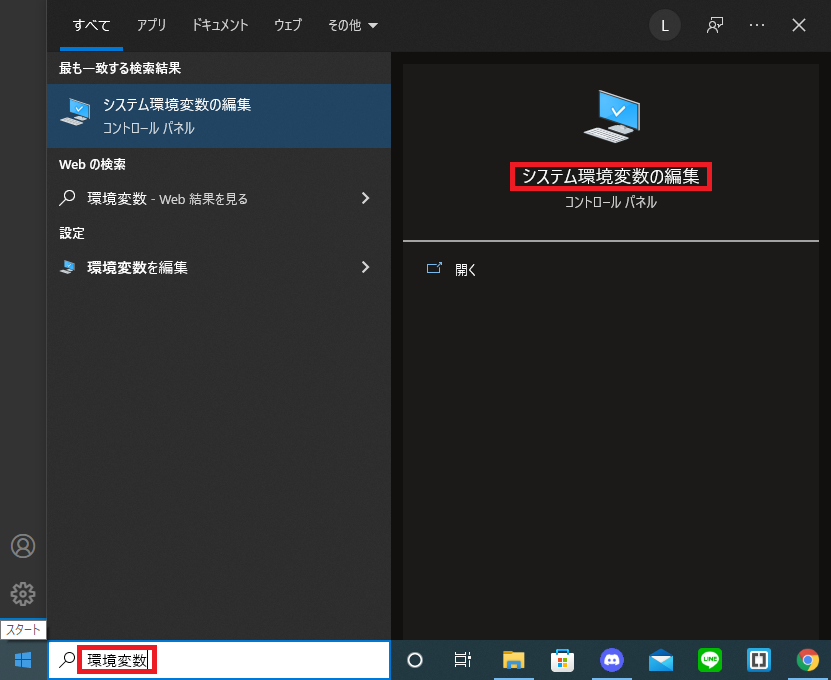 すべて アプリ ドキュメント ウェブ その他 L
最も一致する検索結果
システム環境変数の編集
コントロール パネル
Web の検索
環境変数 - Web 結果を見る
設定
環境変数を編集
システム環境変数の編集
コントロール パネル
開く
スタート
環境変数
LINE